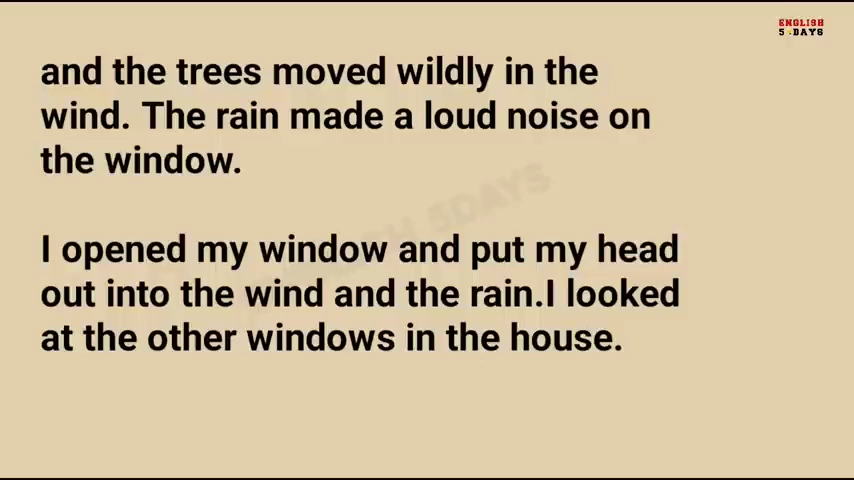 ENGLISH
5 DAYS
and the trees moved wildly in the
wind. The rain made a loud noise on
the window.
ENGLISH 5DAYS
I opened my window and put my head
out into the wind and the rain.I looked
at the other windows in the house.